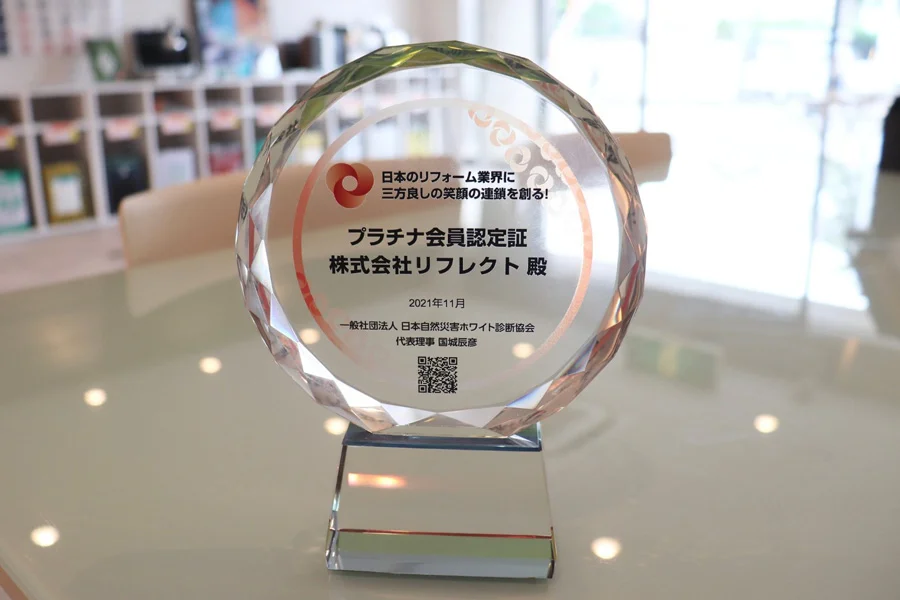 日本のリフォーム業界に
三方良しの笑顔の連鎖を創る!
プラチナ会員認定証
株式会社リフレクト 殿
2021年11月
一般社団法人 日本自然災害ホワイト診断協会
代表理事 国城辰彦